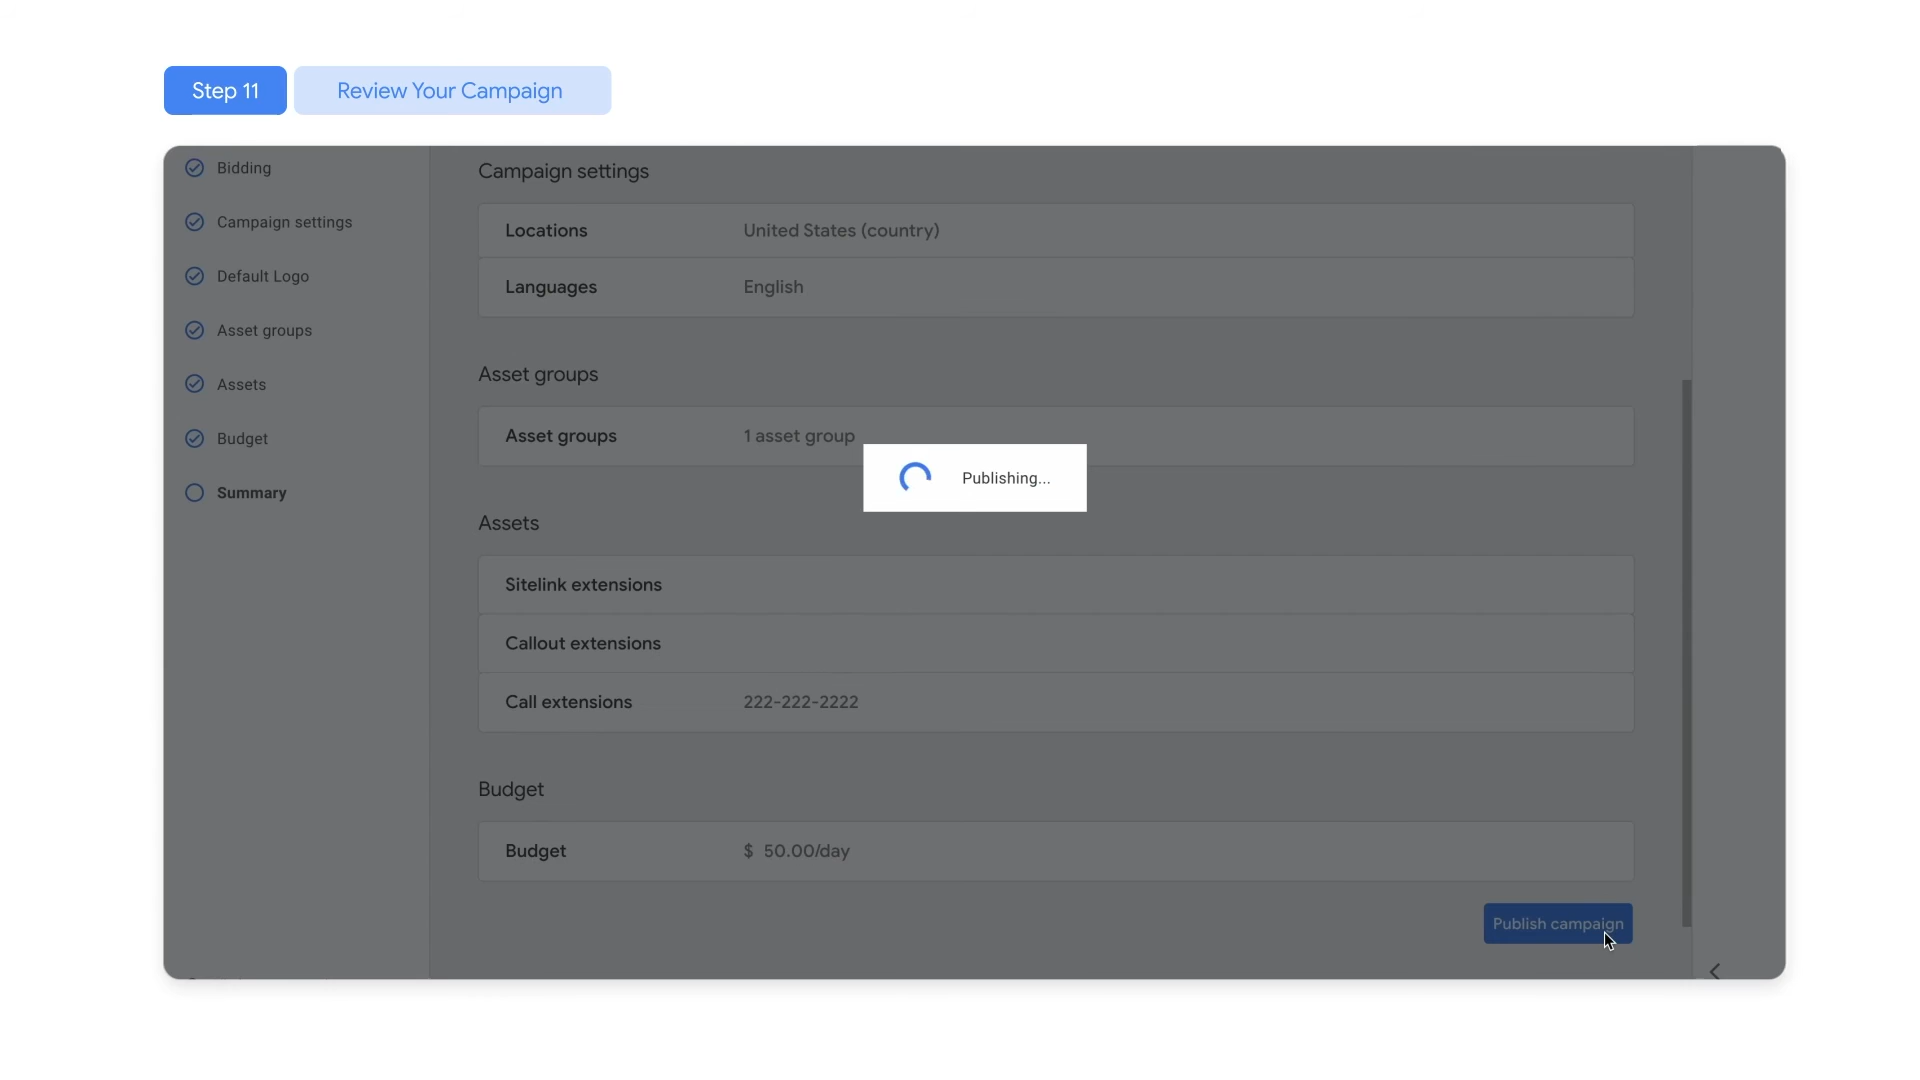 Step 11
Review Your Campaign
Bidding
Campaign settings
Default Logo
Asset groups
Assets
Budget
Summary
Campaign settings
Locations United States (country)
Languages English
Asset groups
Asset groups 1 asset group
Publishing...
Assets
Sitelink extensions
Callout extensions
Call extensions 222-222-2222
Budget
Budget $ 50.00/day
Publish campaign